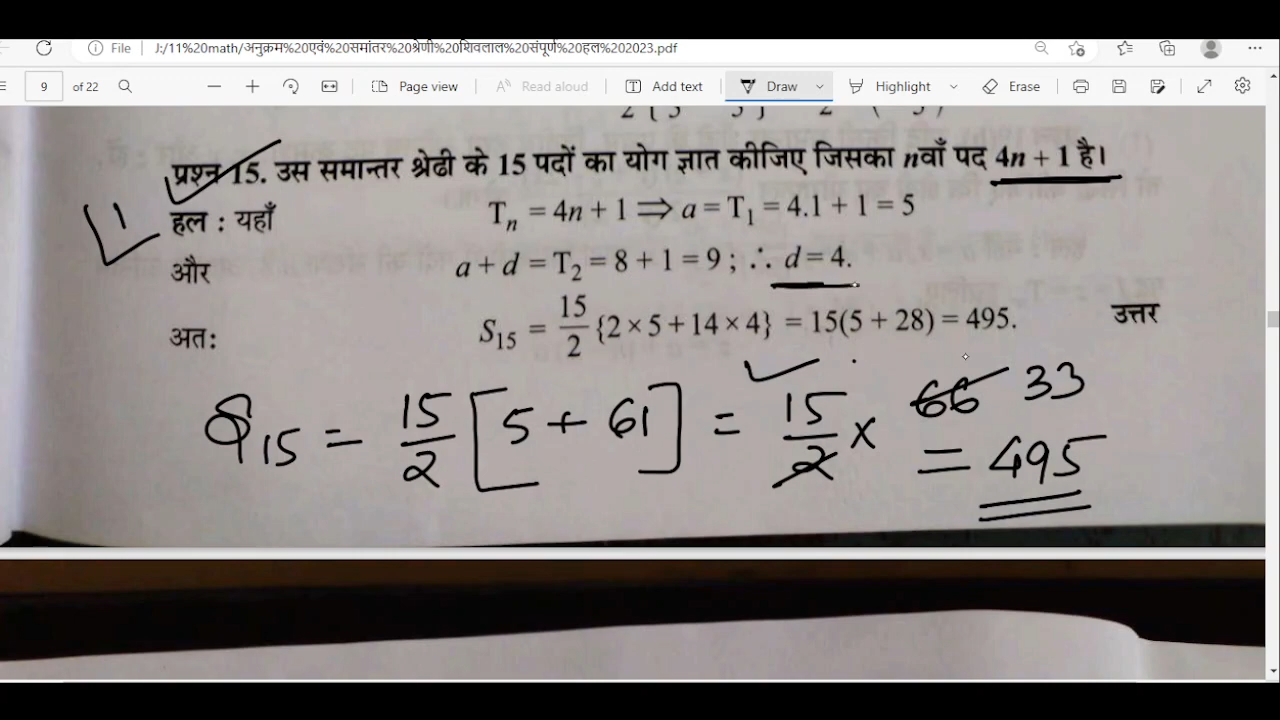 File J:/11%20math/अनुक्रम%20एवं%20समांतर%20श्रेणी%20शिवलाल%20संपूर्ण%20हल%202023.pdf
9 of 22 Page view Read aloud Add text Draw Highlight Erase
प्रश्न 15. उस समान्तर श्रेढी के 15 पदों का योग ज्ञात कीजिए जिसका nवाँ पद 4n + 1 है।
हल : यहाँ Tn = 4n + 1 ⟹ a = T1 = 4.1 + 1 = 5
और a + d = T2 = 8 + 1 = 9 ; ∴ d = 4.
अतः S15 = 15/2 {2 × 5 + 14 × 4} = 15(5 + 28) = 495. उत्तर
S15 = 15/2 [5 + 61] = 15/2 × 66 33
= 495